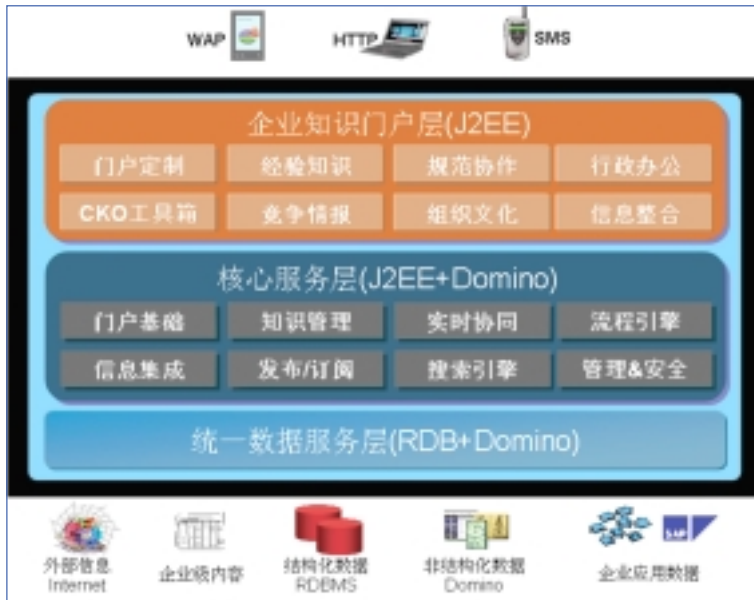 WAP HTTP SMS
企业知识门户层(J2EE)
门户定制 经验知识 规范协作 行政办公
CKO工具箱 竞争情报 组织文化 信息整合
核心服务层(J2EE+Domino)
门户基础 知识管理 实时协同 流程引擎
信息集成 发布/订阅 搜索引擎 管理&安全
统一数据服务层(RDB+Domino)
SAP
外部信息 企业级内容 结构化数据 非结构化数据 企业应用数据
Internet RDBMS Domino